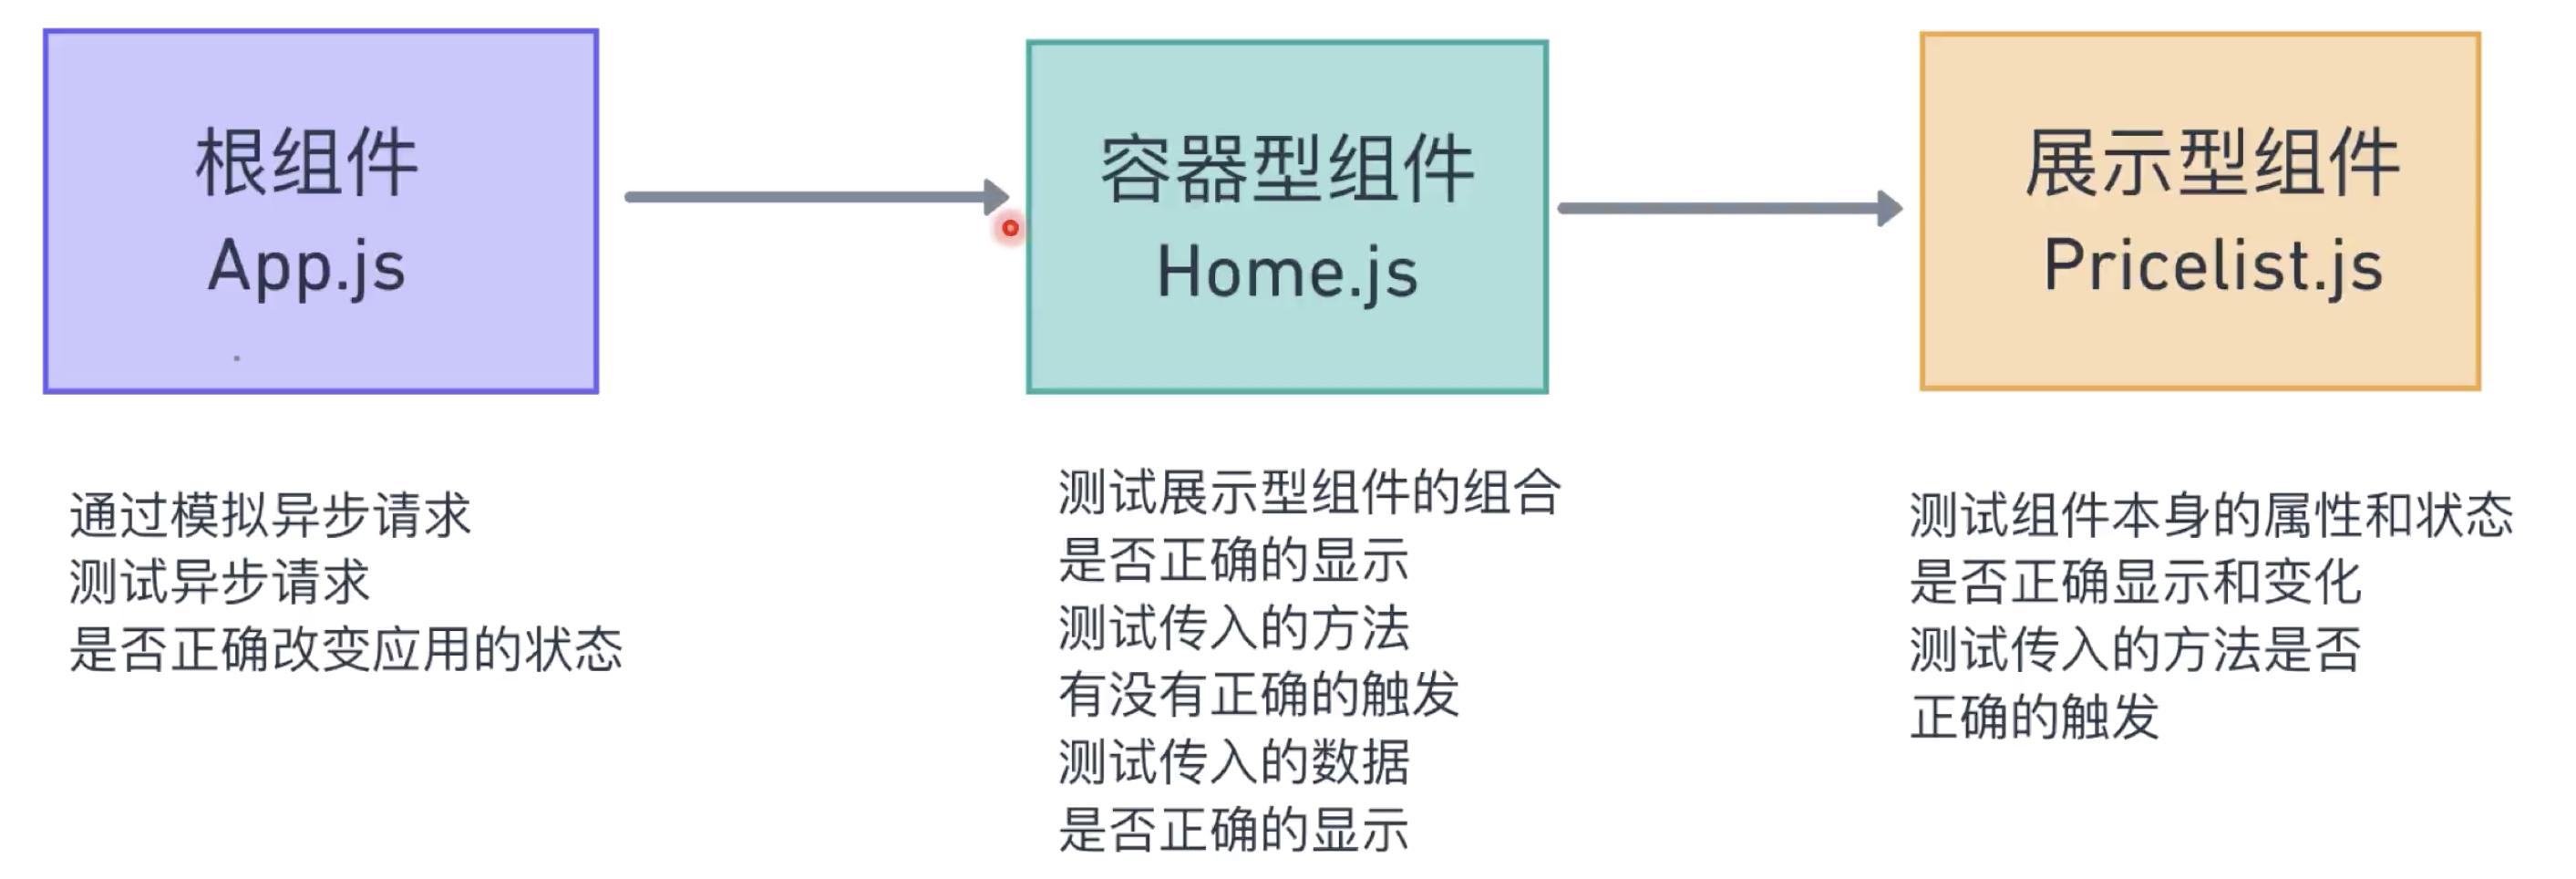 根组件
App.js
通过模拟异步请求
测试异步请求
是否正确改变应用的状态
容器型组件
Home.js
测试展示型组件的组合
是否正确的显示
测试传入的方法
有没有正确的触发
测试传入的数据
是否正确的显示
展示型组件
Pricelist.js
测试组件本身的属性和状态
是否正确显示和变化
测试传入的方法是否
正确的触发